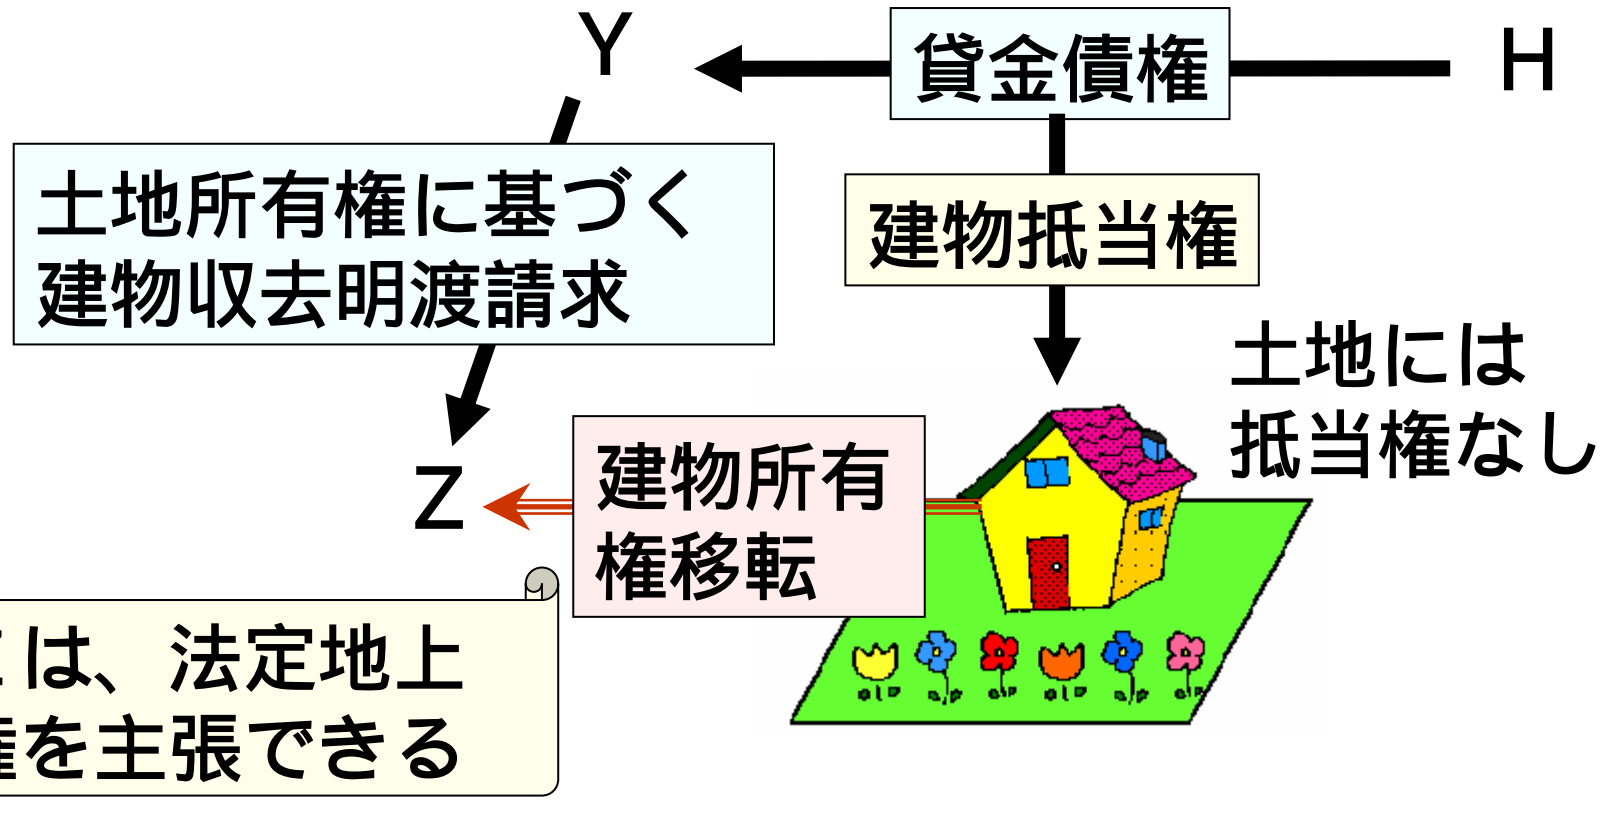 Y
貸金債権
H
土地所有権に基づく
建物収去明渡請求
建物抵当権
土地には
抵当権なし
Z
建物所有
権移転
は、法定地上
権を主張できる